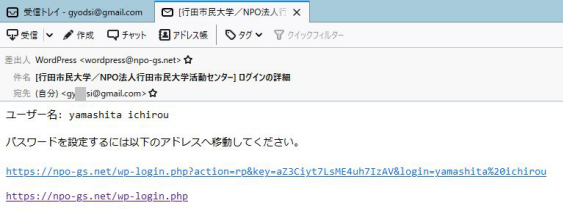 受信トレイ - gyodsi@gmail.com
[行田市民大学／NPO法人行
受信 作成 チャット アドレス帳 タグ クイックフィルター
差出人 WordPress <wordpress@npo-gs.net>
件名 [行田市民大学／NPO法人行田市民大学活動センター] ログインの詳細
宛先 (自分) <gy si@gmail.com>
ユーザー名: yamashita ichirou
パスワードを設定するには以下のアドレスへ移動してください。
https://npo-gs.net/wp-login.php?action=rp&key=aZ3Ciyt7LsME4uh7IzAV&login=yamashita%20ichirou
https://npo-gs.net/wp-login.php